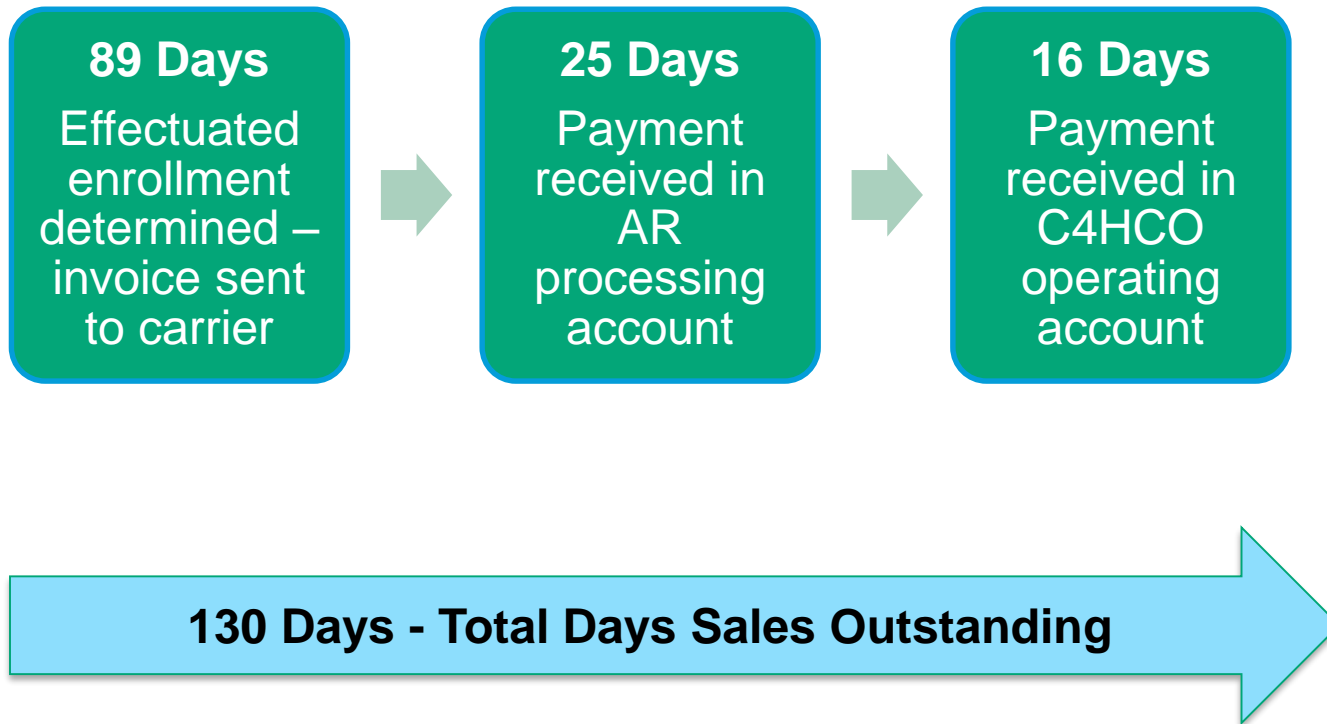 89 Days
Effectuated
enrollment
determined –
invoice sent
to carrier
25 Days
Payment
received in
AR
processing
account
16 Days
Payment
received in
C4HCO
operating
account
130 Days - Total Days Sales Outstanding